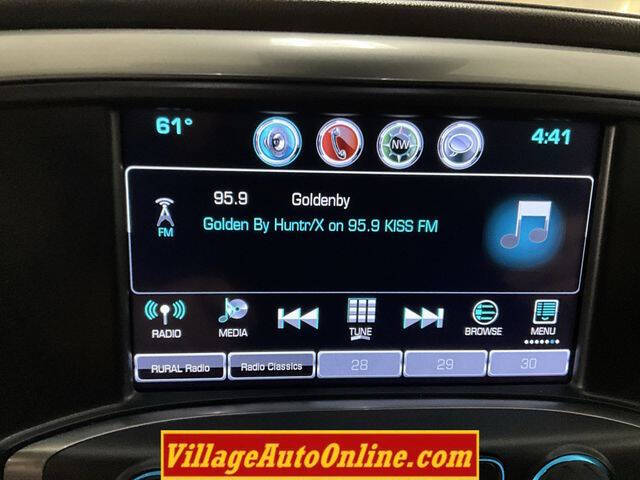 61°
NW
4:41
95.9 Goldenby
Golden By Huntr/X on 95.9 KISS FM
FM
RADIO MEDIA TUNE BROWSE MENU
RURAL Radio Radio Classics 28 29 30
VillageAutoOnline.com